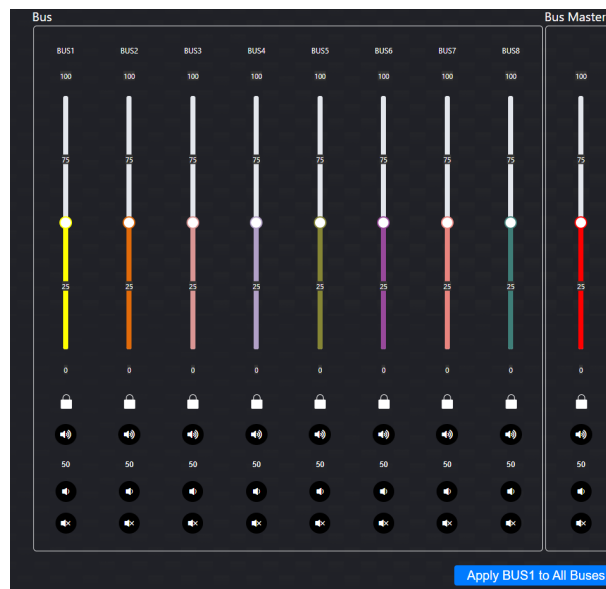 Bus Bus Master
BUS1 BUS2 BUS3 BUS4 BUS5 BUS6 BUS7 BUS8
100 100 100 100 100 100 100 100 100
75 75 75 75 75 75 75 75 75
25 25 25 25 25 25 25 25 25
0 0 0 0 0 0 0 0 0
50 50 50 50 50 50 50 50 50
Apply BUS1 to All Buses